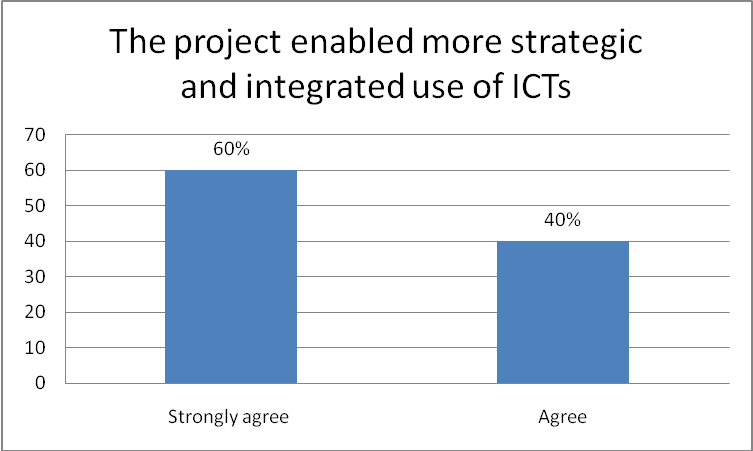 The project enabled more strategic
and integrated use of ICTs
70
60
50
40
30
20
10
0
60%
40%
Strongly agree
Agree